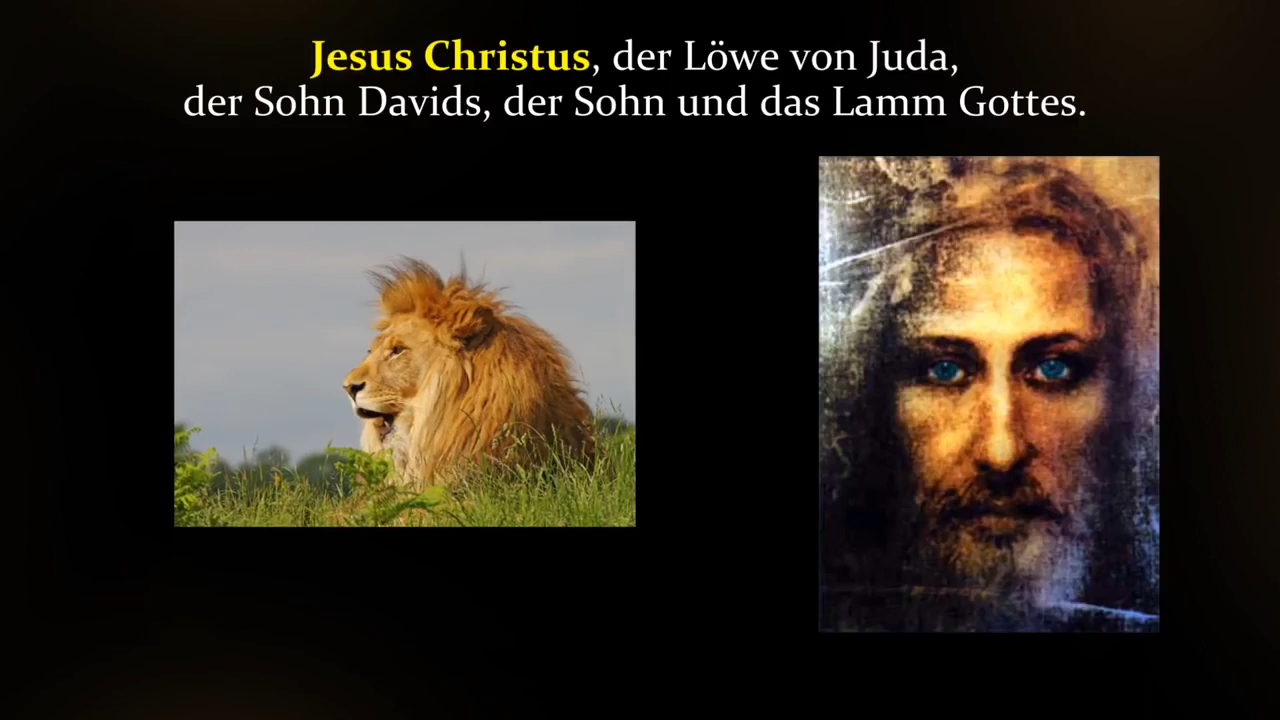 Jesus Christus, der Löwe von Juda,
der Sohn Davids, der Sohn und das Lamm Gottes.